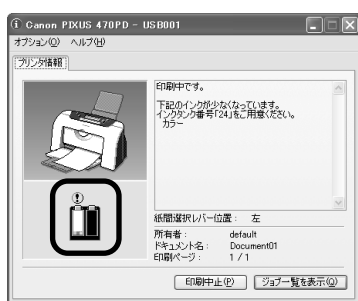 Canon PIXUS 470PD - USB001
オプション(O) ヘルプ(H)
プリンタ情報
印刷中です。
下記のインクが少なくなっています。
インクタンク番号「24」をご用意ください。
カラー
紙間選択レバー位置： 左
所有者： default
ドキュメント名： Document01
印刷ページ： 1 / 1
印刷中止(P) ジョブ一覧を表示(Q)